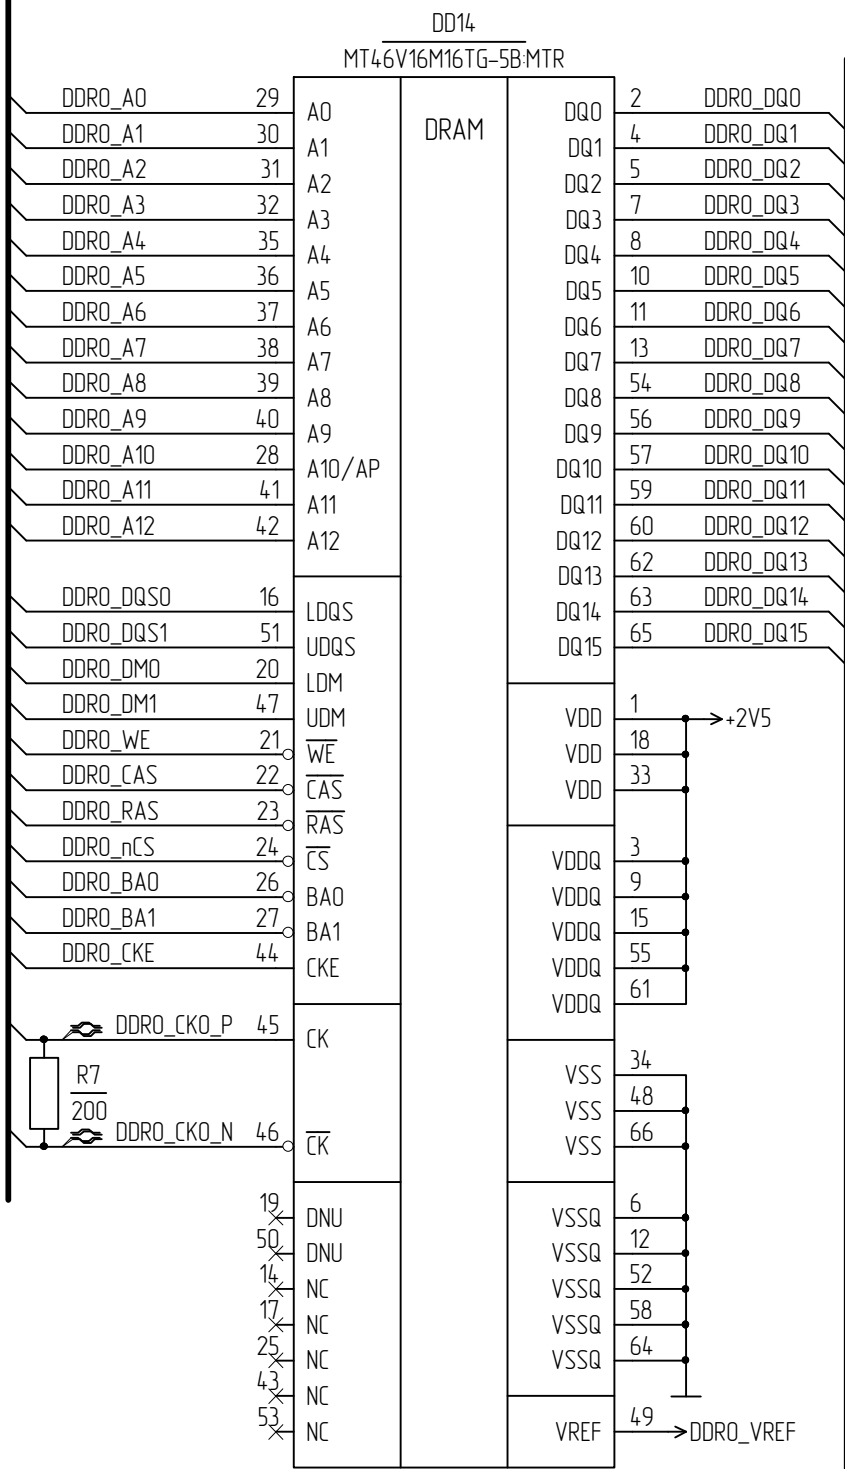 DD14
MT46V16M16TG-5B:MTR
DRAM
DDR0_A0 29 A0
DDR0_A1 30 A1
DDR0_A2 31 A2
DDR0_A3 32 A3
DDR0_A4 35 A4
DDR0_A5 36 A5
DDR0_A6 37 A6
DDR0_A7 38 A7
DDR0_A8 39 A8
DDR0_A9 40 A9
DDR0_A10 28 A10/AP
DDR0_A11 41 A11
DDR0_A12 42 A12
DDR0_DQS0 16 LDQS
DDR0_DQS1 51 UDQS
DDR0_DM0 20 LDM
DDR0_DM1 47 UDM
DDR0_WE 21 WE
DDR0_CAS 22 CAS
DDR0_RAS 23 RAS
DDR0_nCS 24 CS
DDR0_BA0 26 BA0
DDR0_BA1 27 BA1
DDR0_CKE 44 CKE
DDR0_CK0_P 45 CK
R7
200
DDR0_CK0_N 46 CK
19 DNU
50 DNU
14 NC
17 NC
25 NC
43 NC
53 NC
DQ0 2 DDR0_DQ0
DQ1 4 DDR0_DQ1
DQ2 5 DDR0_DQ2
DQ3 7 DDR0_DQ3
DQ4 8 DDR0_DQ4
DQ5 10 DDR0_DQ5
DQ6 11 DDR0_DQ6
DQ7 13 DDR0_DQ7
DQ8 54 DDR0_DQ8
DQ9 56 DDR0_DQ9
DQ10 57 DDR0_DQ10
DQ11 59 DDR0_DQ11
DQ12 60 DDR0_DQ12
DQ13 62 DDR0_DQ13
DQ14 63 DDR0_DQ14
DQ15 65 DDR0_DQ15
VDD 1 +2V5
VDD 18
VDD 33
VDDQ 3
VDDQ 9
VDDQ 15
VDDQ 55
VDDQ 61
VSS 34
VSS 48
VSS 66
VSSQ 6
VSSQ 12
VSSQ 52
VSSQ 58
VSSQ 64
VREF 49 DDR0_VREF